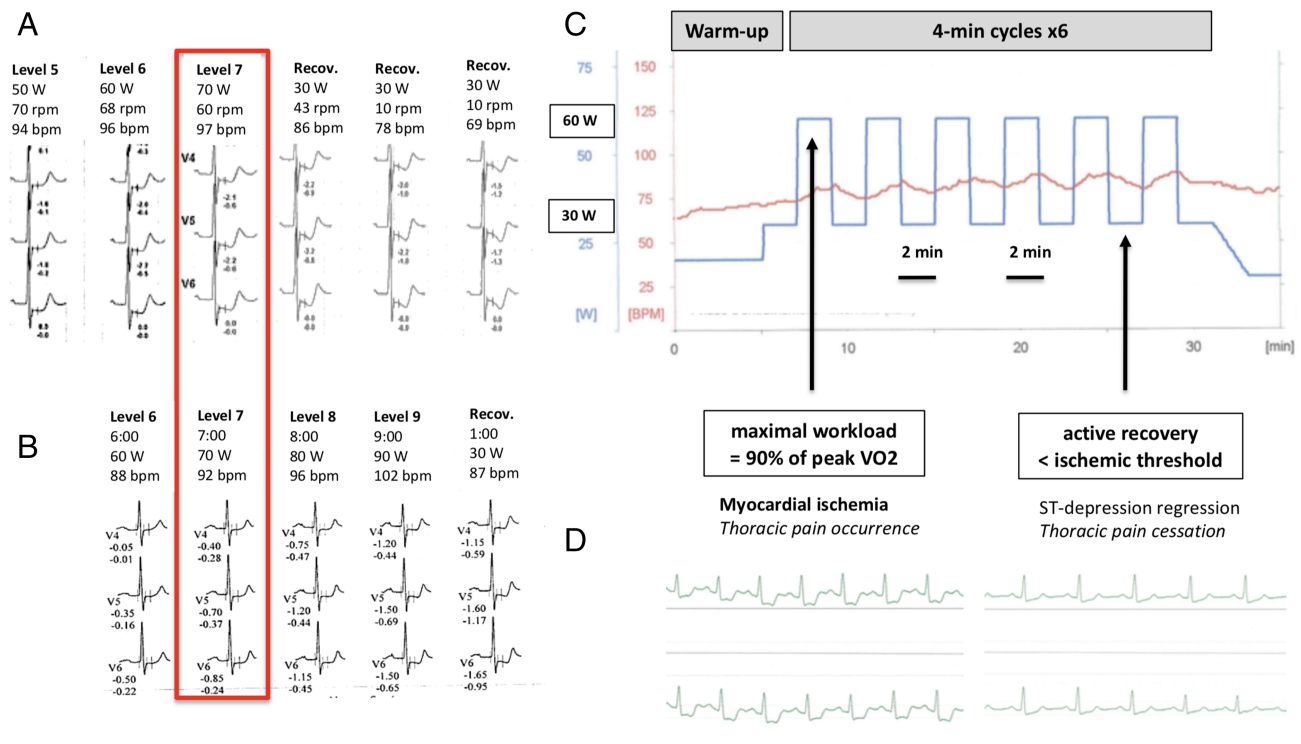 A
Level 5
50 W
70 rpm
94 bpm
Level 6
60 W
68 rpm
96 bpm
Level 7
70 W
60 rpm
97 bpm
Recov.
30 W
43 rpm
86 bpm
Recov.
30 W
10 rpm
78 bpm
Recov.
30 W
10 rpm
69 bpm
V4
-2.1
V5
-2.2
-0.6
V6
0.0
-0.0
B
Level 6
6:00
60 W
88 bpm
V4
-0.05
-0.01
V5
-0.35
-0.16
V6
-0.50
-0.22
Level 7
7:00
70 W
92 bpm
V4
-0.40
-0.28
V5
-0.70
-0.37
V6
-0.85
-0.24
Level 8
8:00
80 W
96 bpm
V4
-0.75
-0.47
V5
-1.20
-0.44
V6
-1.15
-0.45
Level 9
9:00
90 W
102 bpm
V4
-1.20
-0.44
V5
-1.50
-0.69
V6
-1.50
-0.65
Recov.
1:00
30 W
87 bpm
V4
-1.15
-0.59
V5
-1.60
-1.17
V6
-1.65
-0.95
C
Warm-up
4-min cycles x6
75
60 W
50
30 W
25
[W]
150
125
100
75
50
25
[BPM]
2 min
2 min
0
10
20
30
[min]
maximal workload
= 90% of peak VO2
Myocardial ischemia
Thoracic pain occurrence
active recovery
< ischemic threshold
ST-depression regression
Thoracic pain cessation
D